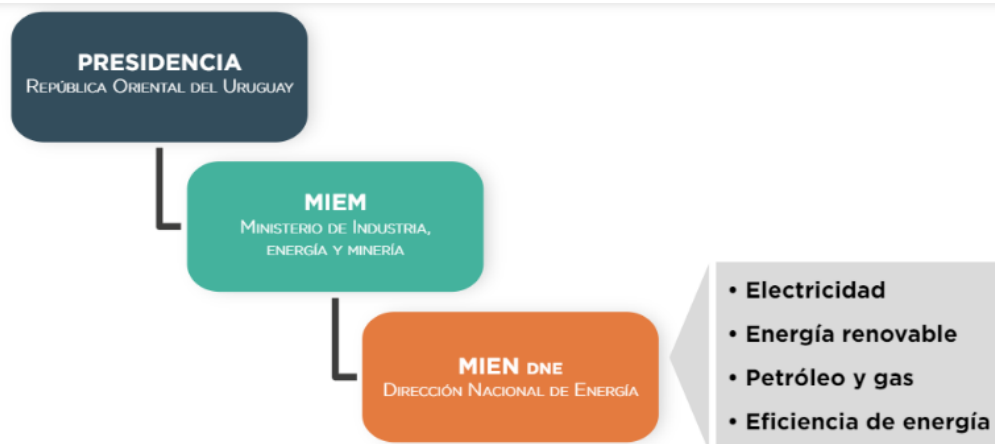 PRESIDENCIA
República Oriental del Uruguay
MIEM
Ministerio de Industria,
energía y minería
MIEN DNE
Dirección Nacional de Energía
• Electricidad
• Energía renovable
• Petróleo y gas
• Eficiencia de energía